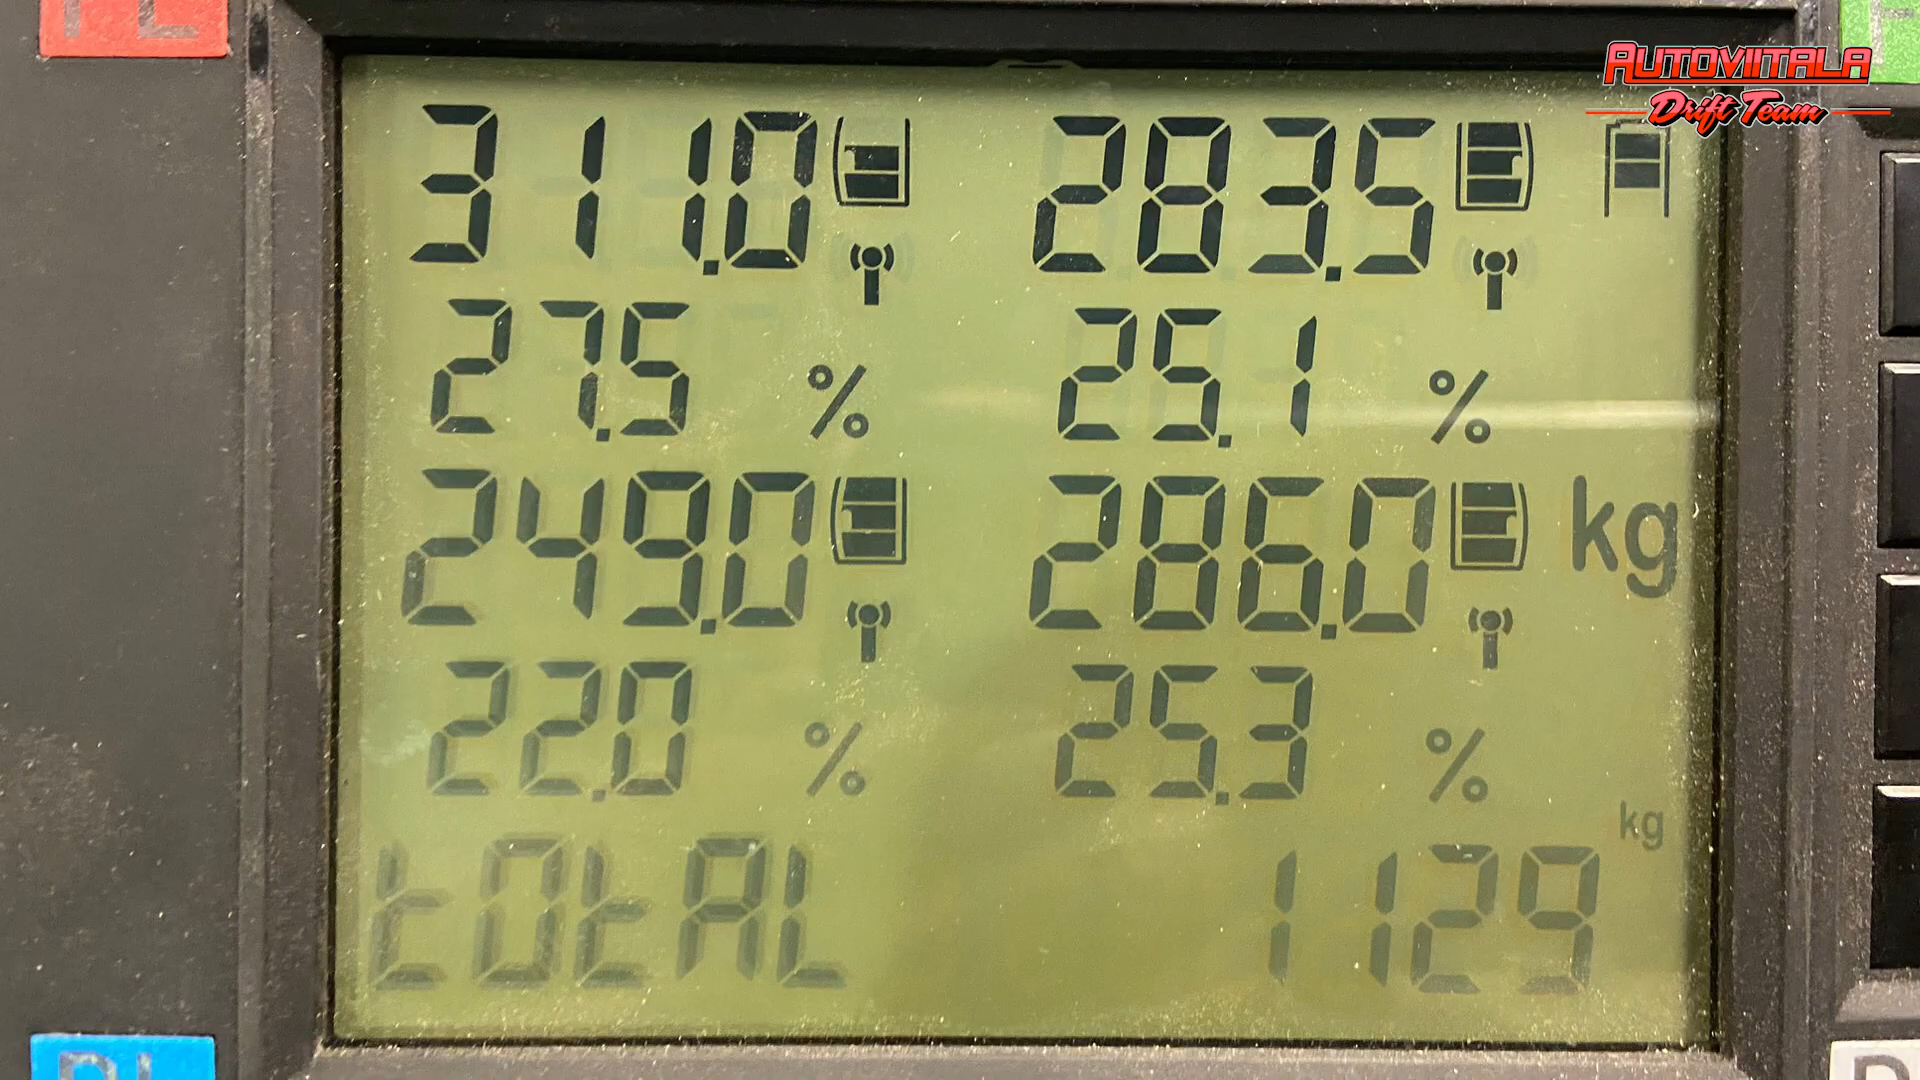 AUTOVIITALA
Drift Team
311.0 283.5
27.5 % 25.1 %
249.0 286.0 kg
22.0 % 25.3 %
kg
tOtAL 1129